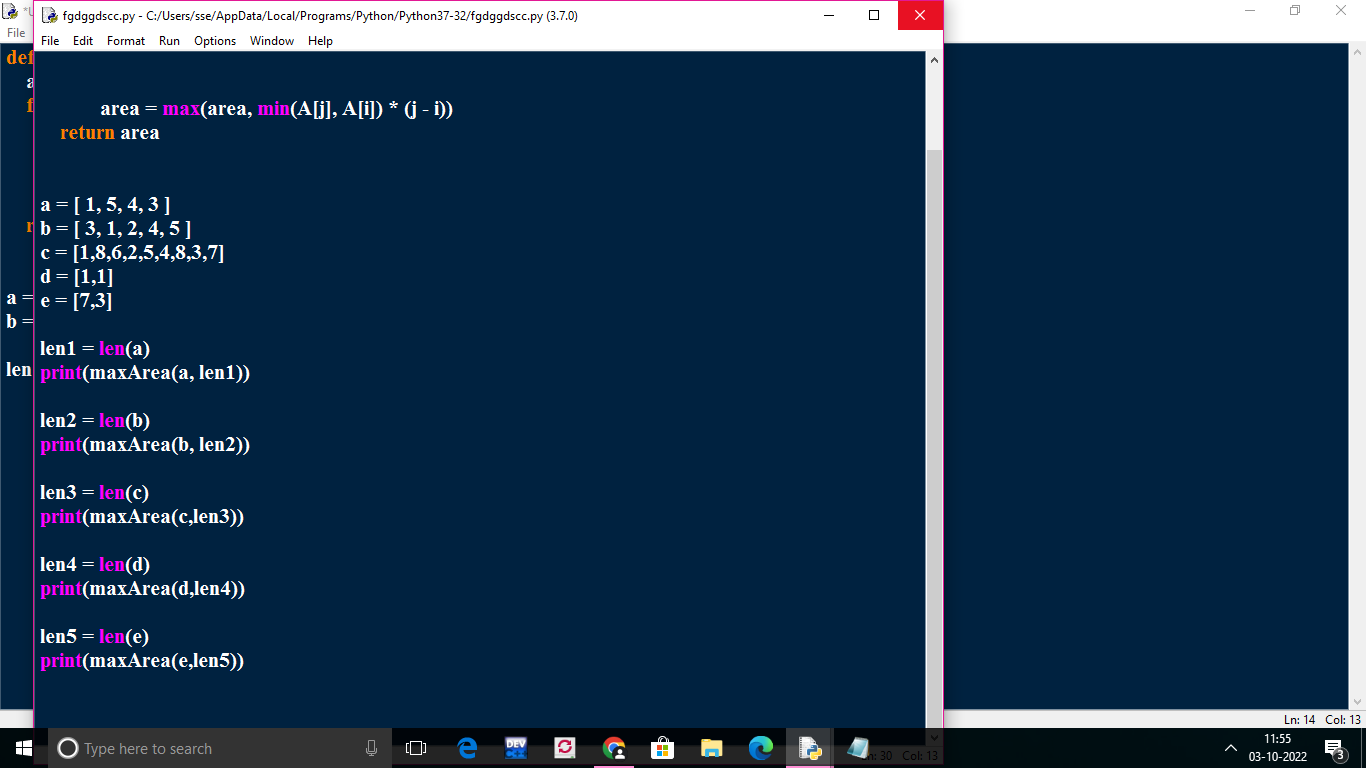 fgdggdscc.py - C:/Users/sse/AppData/Local/Programs/Python/Python37-32/fgdggdscc.py (3.7.0)
File
File Edit Format Run Options Window Help
def
a
f
r
a =
b =
len
area = max(area, min(A[j], A[i]) * (j - i))
return area
a = [ 1, 5, 4, 3 ]
b = [ 3, 1, 2, 4, 5 ]
c = [1,8,6,2,5,4,8,3,7]
d = [1,1]
e = [7,3]
len1 = len(a)
print(maxArea(a, len1))
len2 = len(b)
print(maxArea(b, len2))
len3 = len(c)
print(maxArea(c,len3))
len4 = len(d)
print(maxArea(d,len4))
len5 = len(e)
print(maxArea(e,len5))
Ln: 14 Col: 13
Ln: 30 Col: 13
Type here to search
DEV
11:55
03-10-2022
3